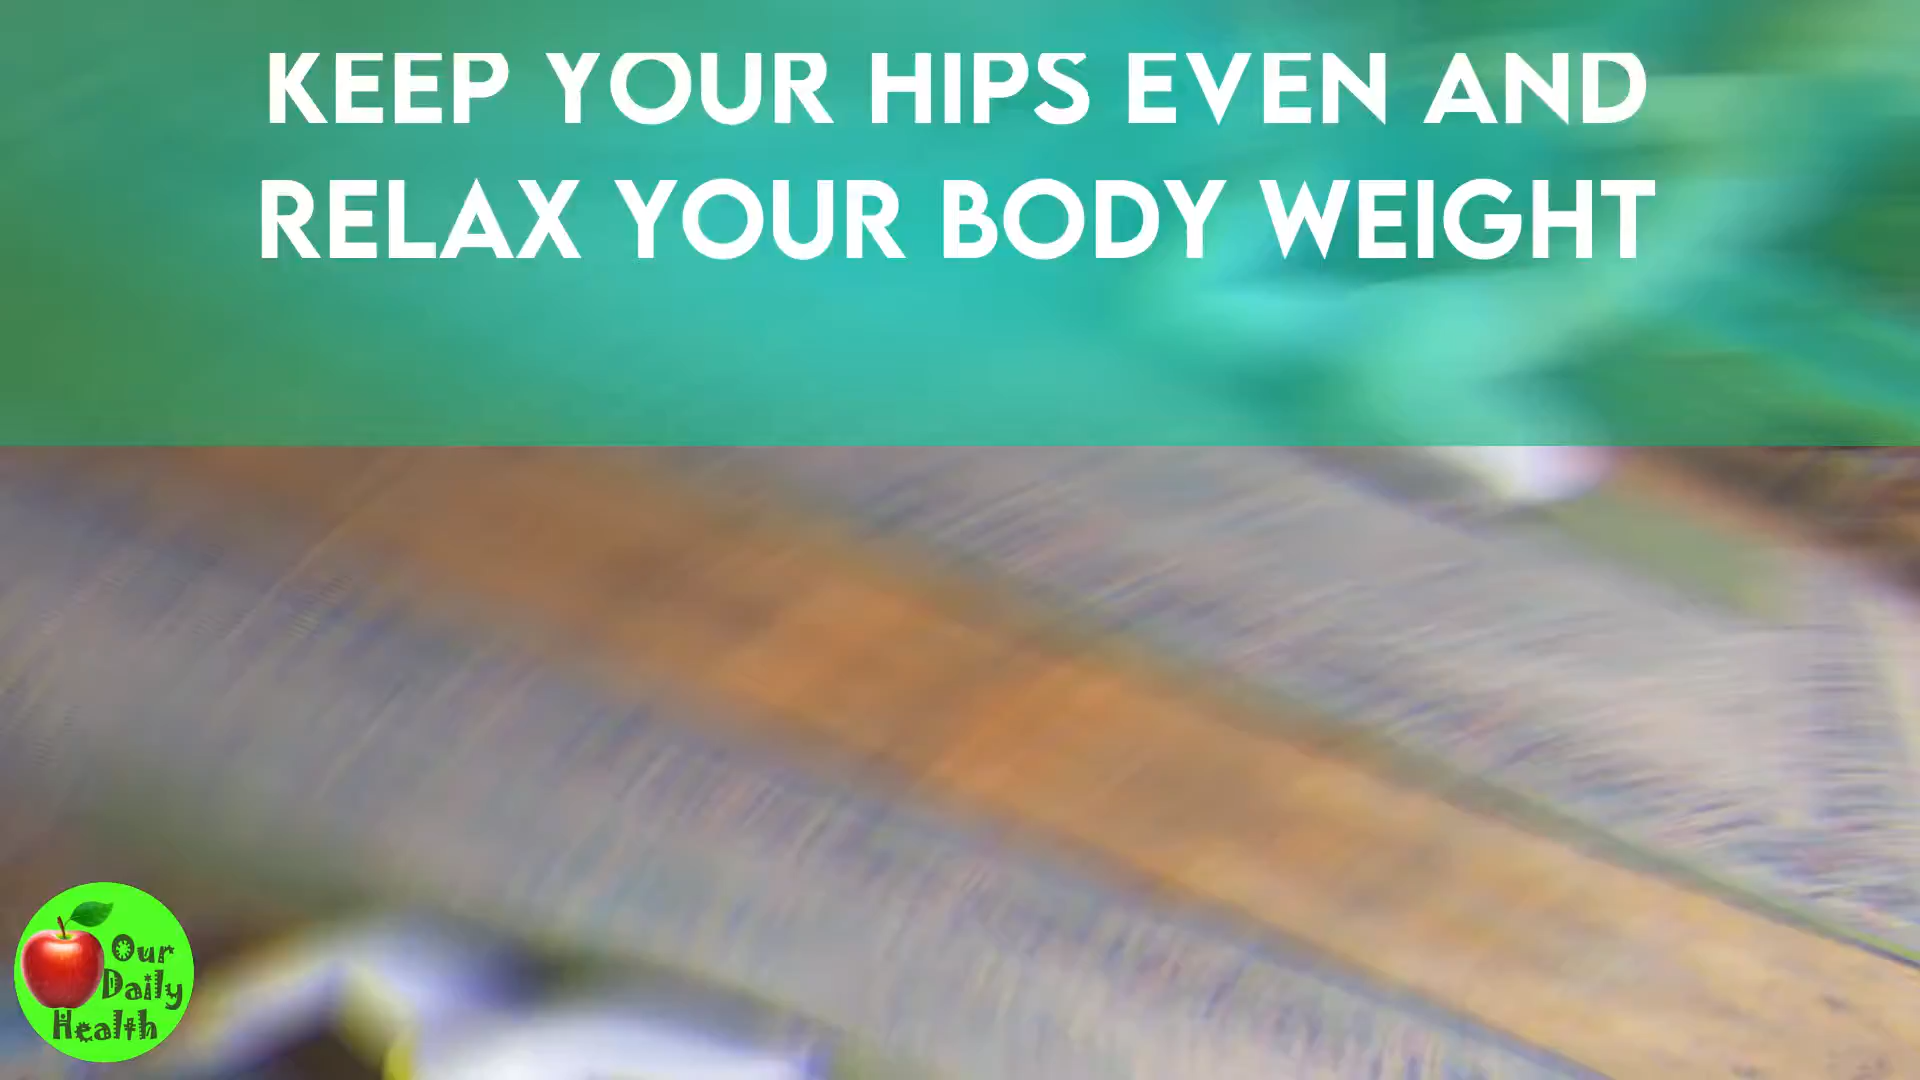 KEEP YOUR HIPS EVEN AND
RELAX YOUR BODY WEIGHT
Our
Daily
Health